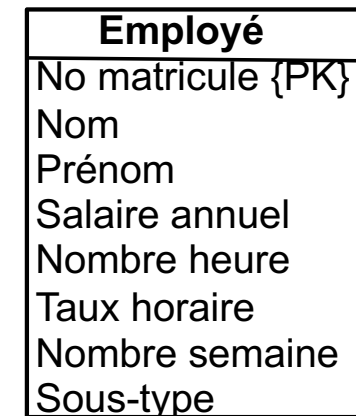 Employé
No matricule {PK}
Nom
Prénom
Salaire annuel
Nombre heure
Taux horaire
Nombre semaine
Sous-type